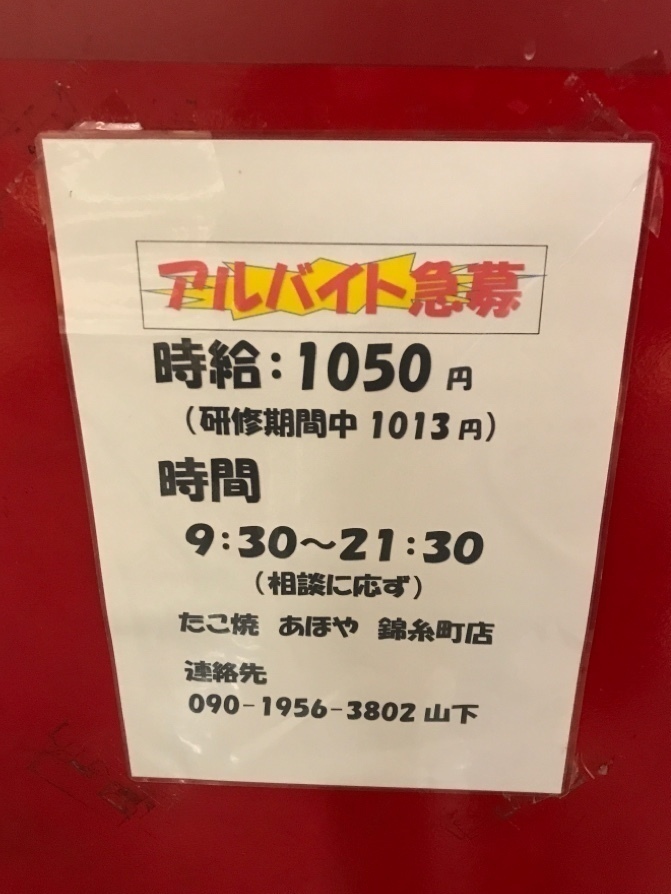 アルバイト急募
時給：1050円
（研修期間中 1013円）
時間
9：30～21：30
（相談に応ず）
たこ焼 あほや 錦糸町店
連絡先
090-1956-3802 山下